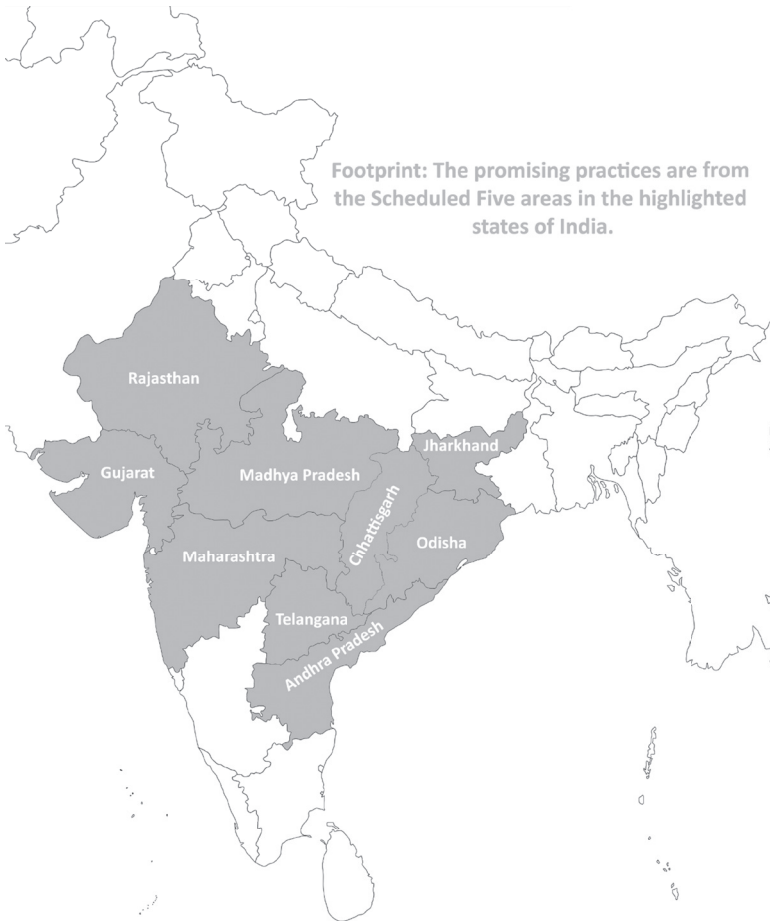 Footprint: The promising practices are from
the Scheduled Five areas in the highlighted
states of India.
Rajasthan
Jharkhand
Gujarat
Madhya Pradesh
Chhattisgarh
Odisha
Maharashtra
Telangana
Andhra Pradesh